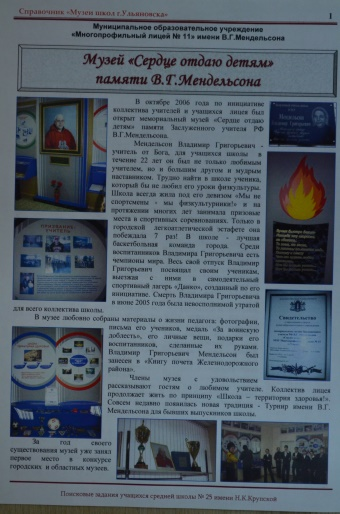 Справочник «Музеи школ г.Ульяновска»
1
Муниципальное образовательное учреждение
«Многопрофильный лицей № 11» имени В.Г.Мендельсона
Музей «Сердце отдаю детям»
памяти В.Г.Мендельсона
В октябре 2006 года по инициативе
коллектива учителей и учащихся лицея был
открыт мемориальный музей «Сердце отдаю
детям» памяти Заслуженного учителя РФ
В.Г.Мендельсона.
Мендельсон Владимир Григорьевич -
учитель от Бога, для учащихся школы в
течение 22 лет он был не только любимым
учителем, но и большим другом и мудрым
наставником. Трудно найти в школе ученика,
который бы не любил его уроки физкультуры.
Школа всегда жила под его девизом «Мы не
спортсмены - мы физкультурники!» и на
протяжении многих лет занимала призовые
места в спортивных соревнованиях. Только в
городской легкоатлетической эстафете она
побеждала 7 раз! В школе - лучшая
баскетбольная команда города. Среди
воспитанников Владимира Григорьевича есть
чемпионы мира. Весь свой отпуск Владимир
Григорьевич посвящал своим ученикам,
выезжая с ними в самодеятельный
спортивный лагерь «Данко», созданный по его
инициативе. Смерть Владимира Григорьевича
в июне 2005 года была невосполнимой утратой
для всего коллектива школы.
В музее любовно собраны материалы о жизни педагога: фотографии,
письма его учеников, медаль «За воинскую
доблесть», его личные вещи, подарки его
воспитанников, сделанные их руками.
Владимир Григорьевич Мендельсон был
занесен в «Книгу почета Железнодорожного
района».
Члены музея с удовольствием
рассказывают гостям о любимом учителе. Коллектив лицея
продолжает жить по принципу «Школа – территория здоровья!».
Совсем недавно появилась новая традиция - Турнир имени В.Г.
Мендельсона для бывших выпускников школы.
За год своего
существования музей уже занял
первое место в конкурсе
городских и областных музеев.
Свидетельство
Поисковые задания учащихся средней школы № 25 имени Н.К.Крупской